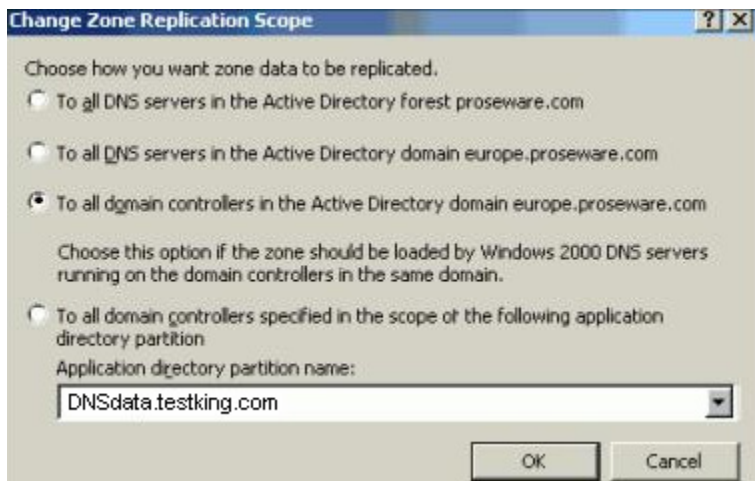 Change Zone Replication Scope
Choose how you want zone data to be replicated.
To all DNS servers in the Active Directory forest proseware.com
To all DNS servers in the Active Directory domain europe.proseware.com
To all domain controllers in the Active Directory domain europe.proseware.com
Choose this option if the zone should be loaded by Windows 2000 DNS servers
running on the domain controllers in the same domain.
To all domain controllers specified in the scope of the following application
directory partition
Application directory partition name:
DNSdata.testking.com
OK
Cancel